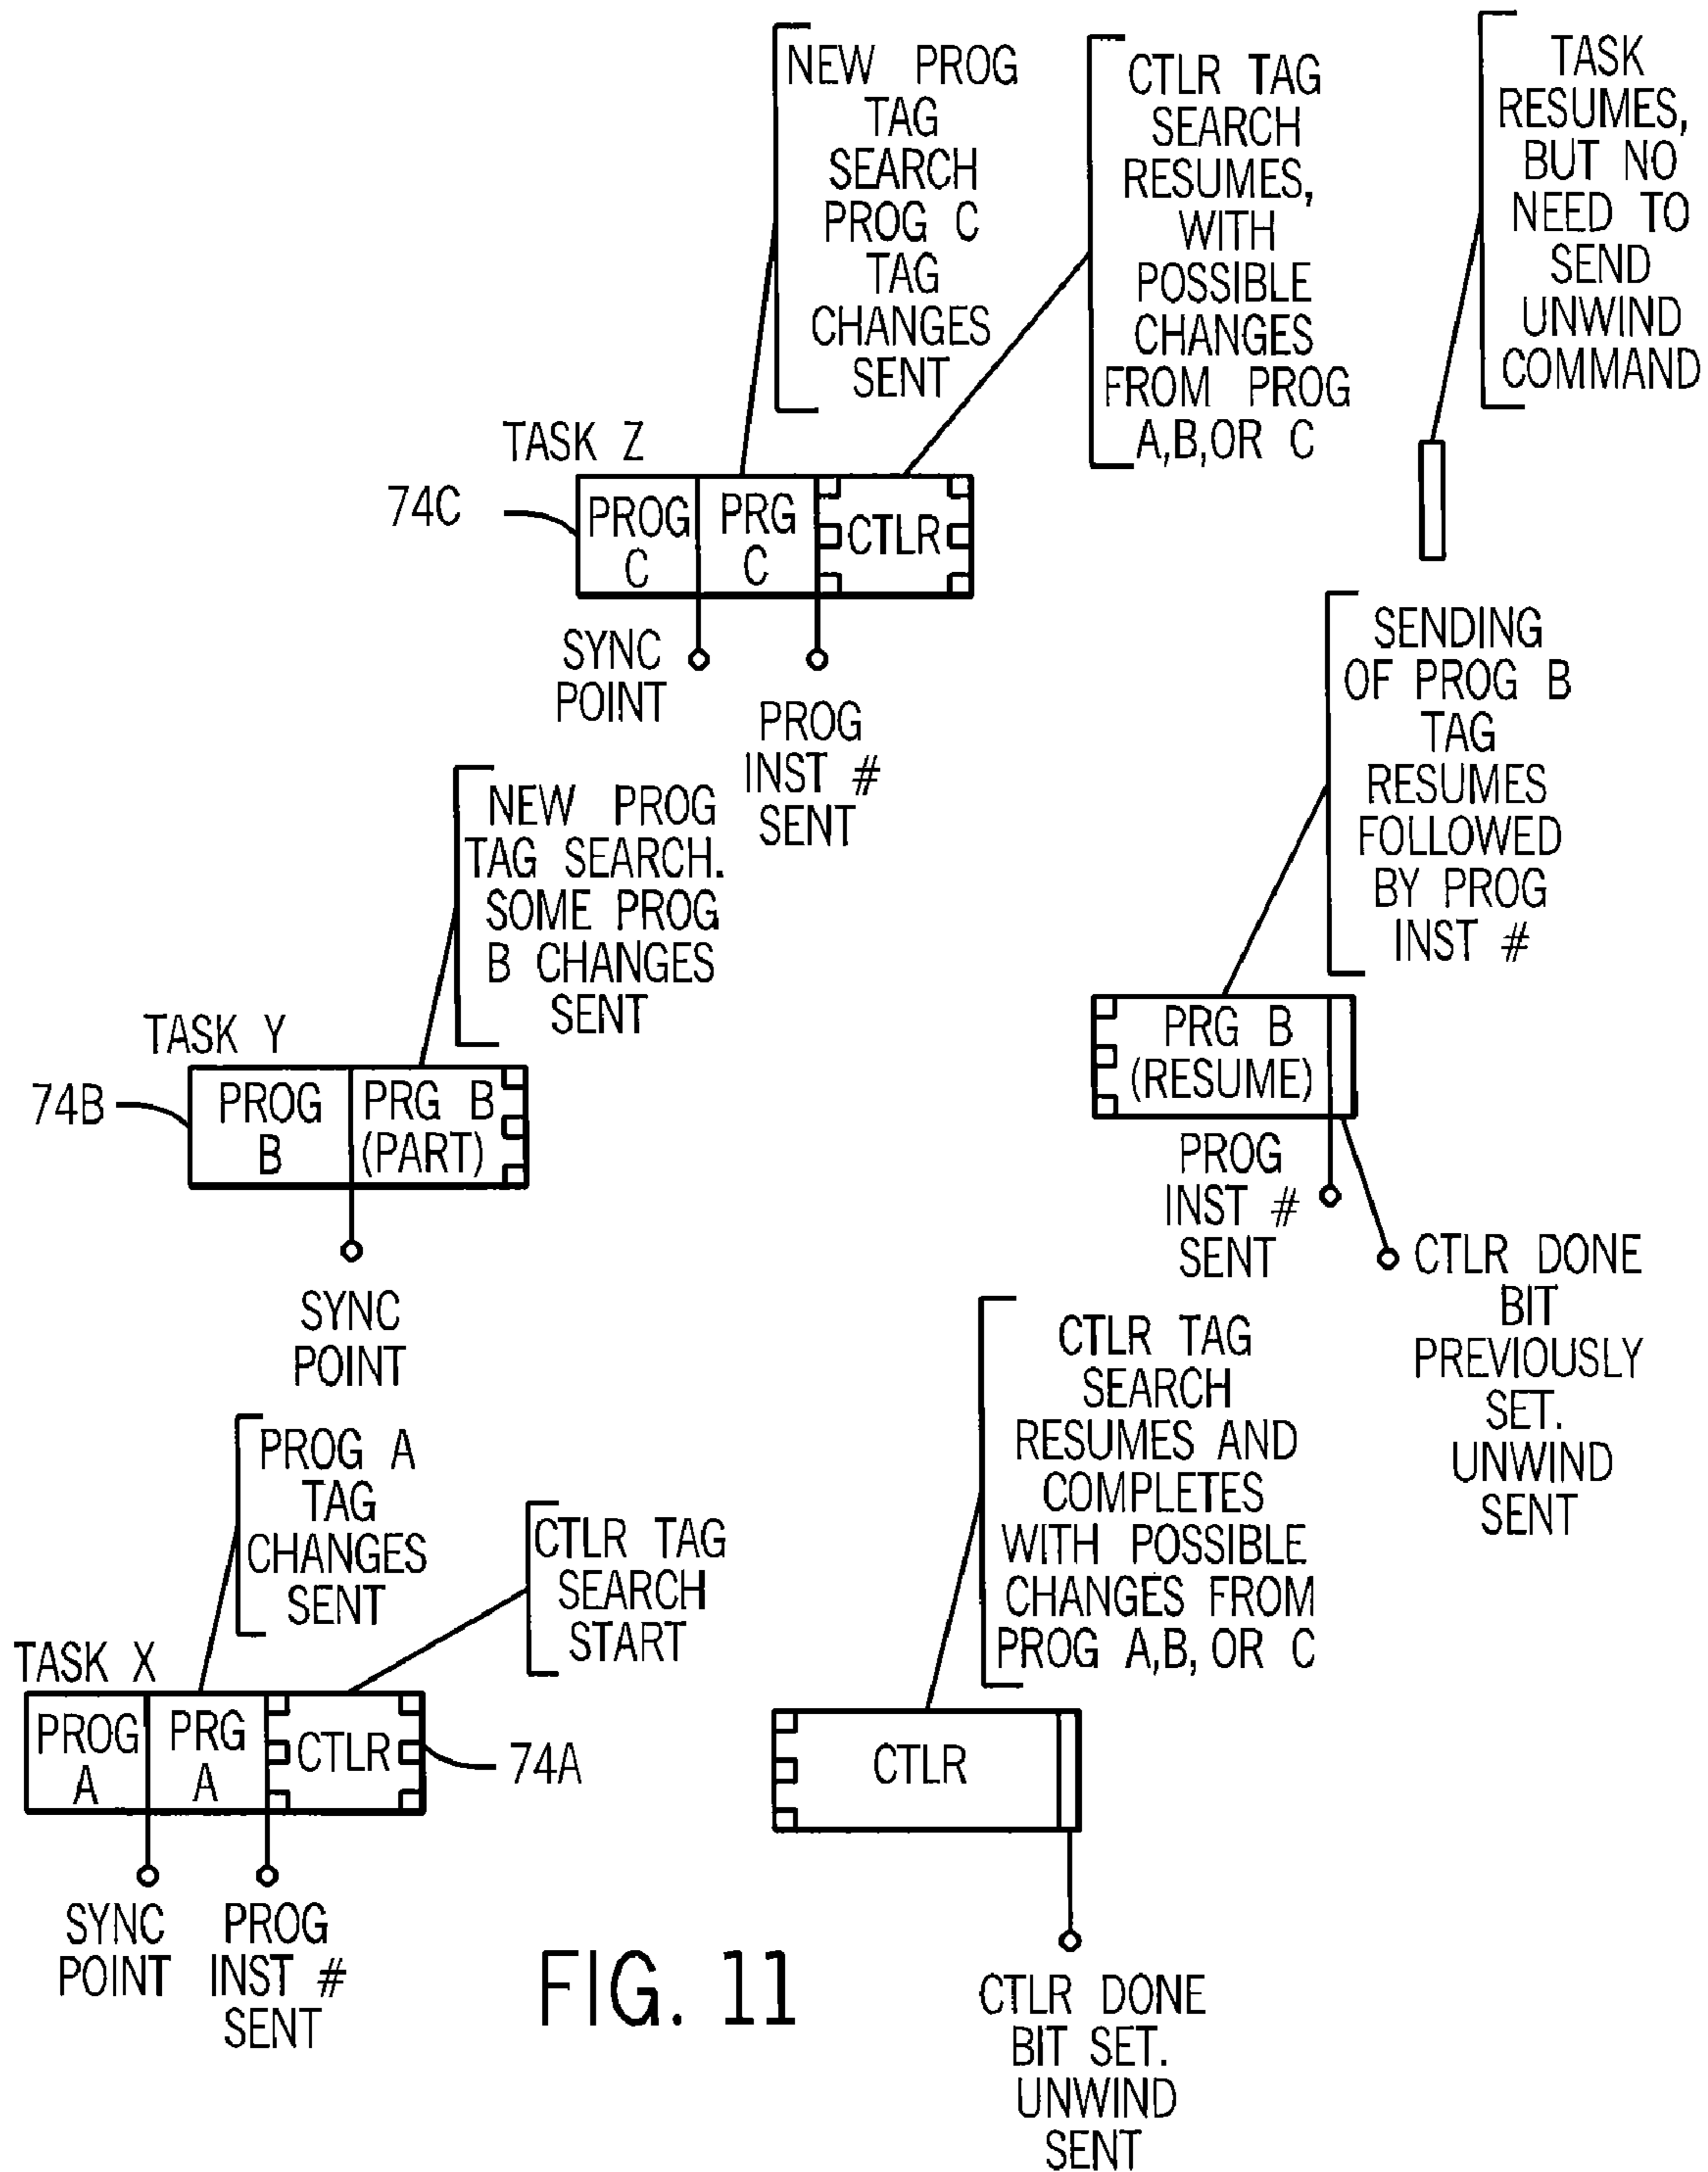 NEW PROG
TAG
SEARCH
PROG C
TAG
CHANGES
SENT
CTLR TAG
SEARCH
RESUMES,
WITH
POSSIBLE
CHANGES
FROM PROG
A,B,OR C
TASK
RESUMES,
BUT NO
NEED TO
SEND
UNWIND
COMMAND
TASK Z
74C
PROG
C
PRG
C
CTLR
SYNC
POINT
PROG
INST #
SENT
SENDING
OF PROG B
TAG
RESUMES
FOLLOWED
BY PROG
INST #
NEW PROG
TAG SEARCH.
SOME PROG
B CHANGES
SENT
TASK Y
74B
PROG
B
PRG B
(PART)
SYNC
POINT
PRG B
(RESUME)
PROG
INST #
SENT
CTLR DONE
BIT
PREVIOUSLY
SET.
UNWIND
SENT
PROG A
TAG
CHANGES
SENT
CTLR TAG
SEARCH
START
CTLR TAG
SEARCH
RESUMES AND
COMPLETES
WITH POSSIBLE
CHANGES FROM
PROG A,B, OR C
TASK X
PROG
A
PRG
A
CTLR
74A
CTLR
SYNC
POINT
PROG
INST #
SENT
CTLR DONE
BIT SET.
UNWIND
SENT
FIG. 11